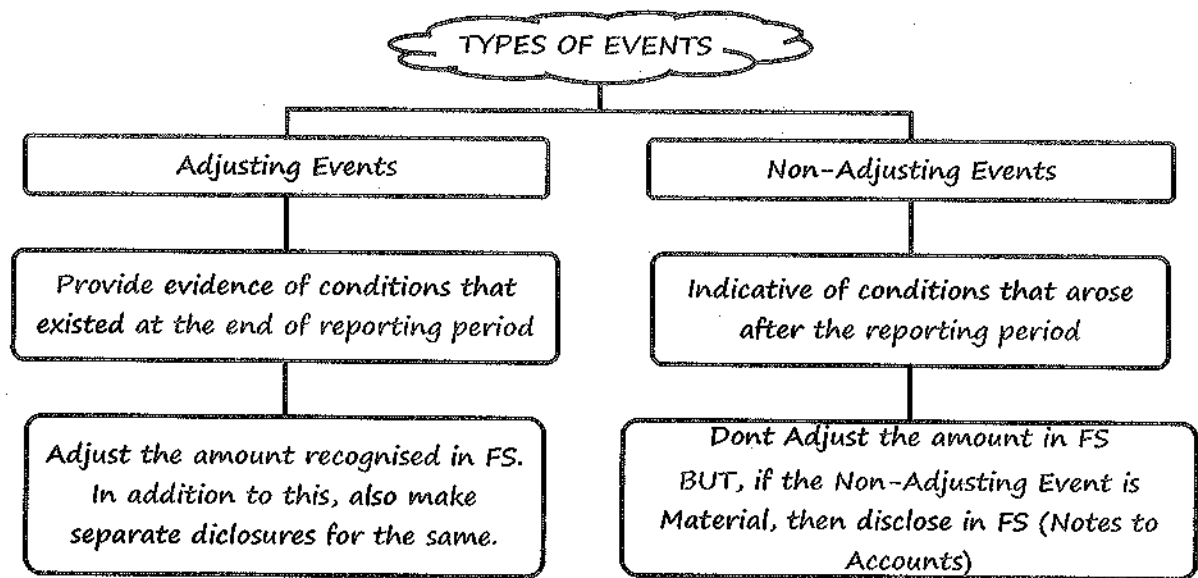 TYPES OF EVENTS
Adjusting Events
Non-Adjusting Events
Provide evidence of conditions that
existed at the end of reporting period
Indicative of conditions that arose
after the reporting period
Adjust the amount recognised in FS.
In addition to this, also make
separate diclosures for the same.
Dont Adjust the amount in FS
BUT, if the Non-Adjusting Event is
Material, then disclose in FS (Notes to
Accounts)